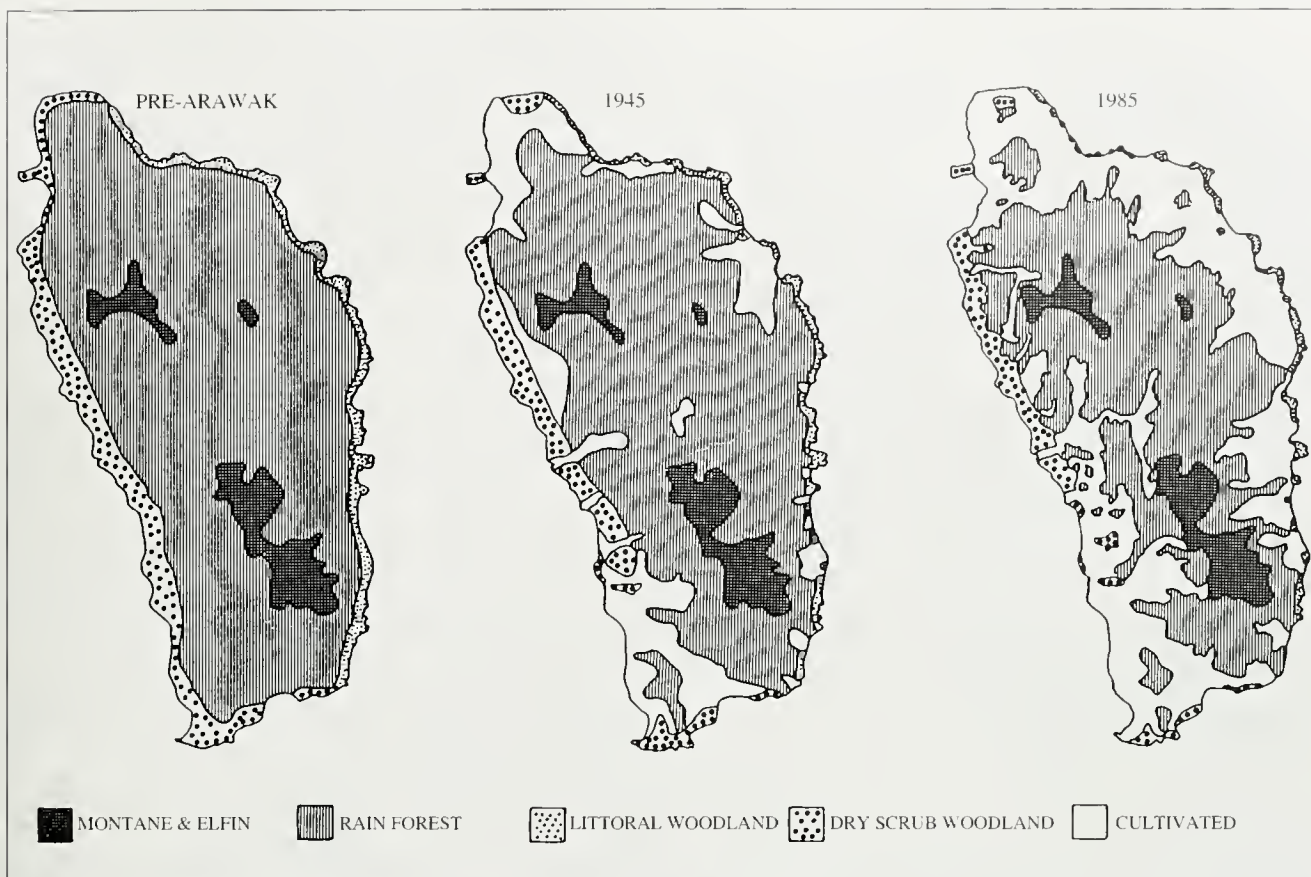 PRE-ARAWAK
1945
1985
MONTANE & ELFIN
RAIN FOREST
LITTORAL WOODLAND
DRY SCRUB WOODLAND
CULTIVATED